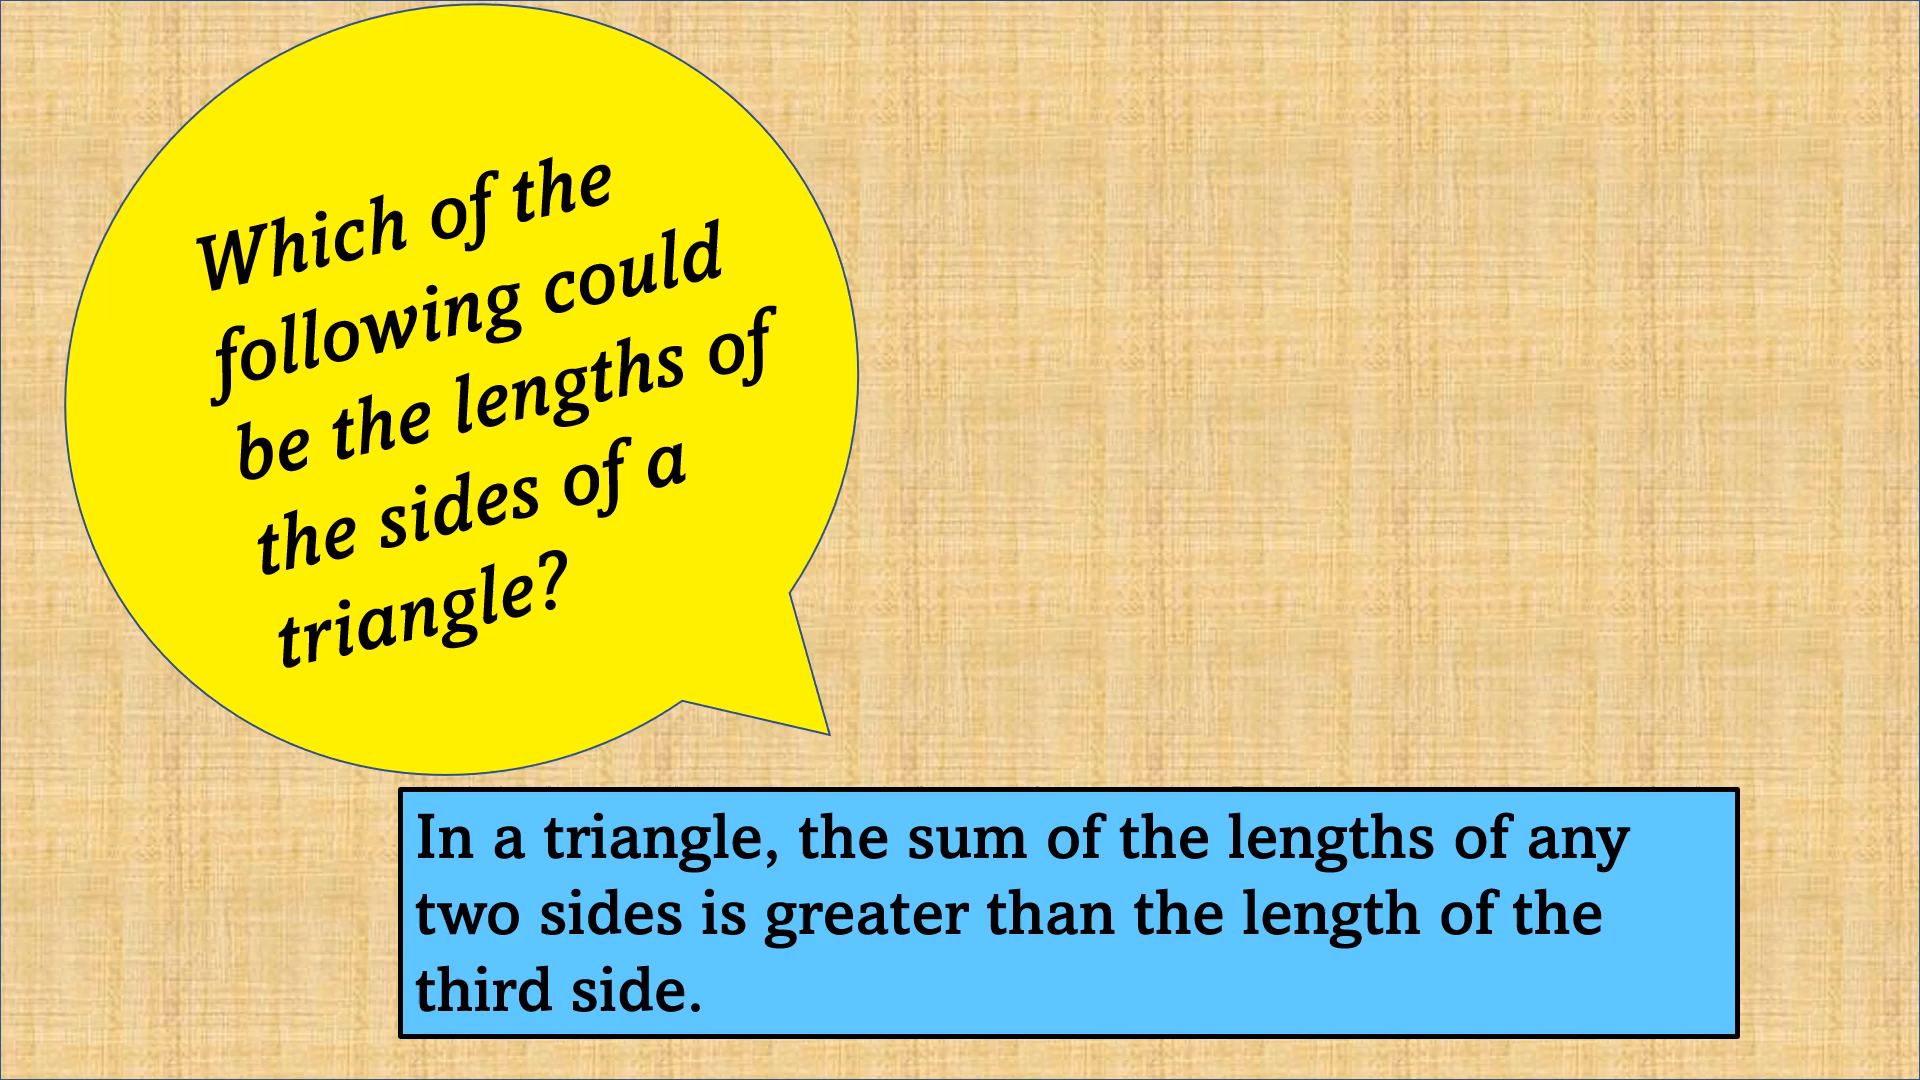 Which of the
following could
be the lengths of
the sides of a
triangle?
In a triangle, the sum of the lengths of any
two sides is greater than the length of the
third side.